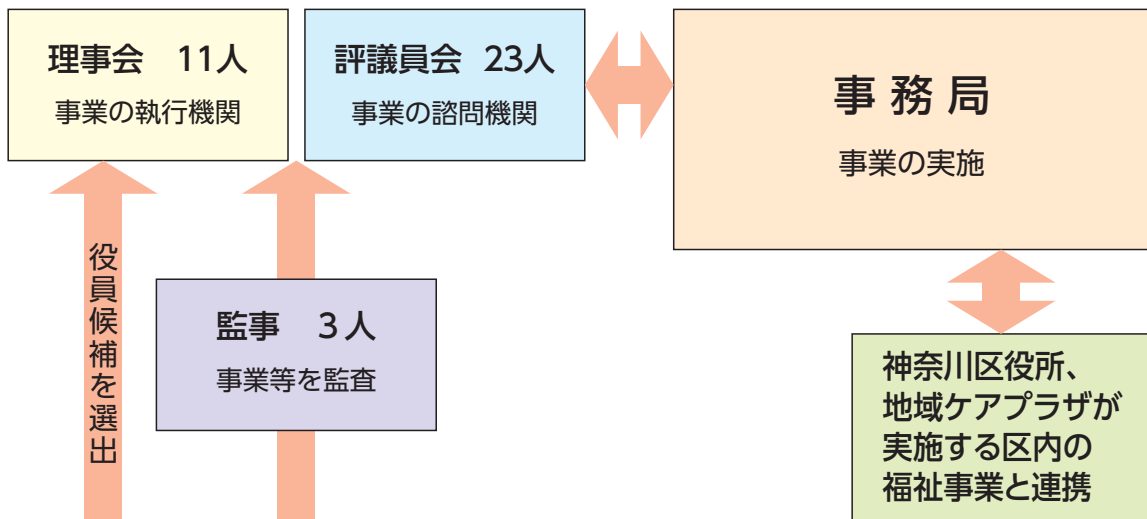 理事会 11人
事業の執行機関
評議員会 23人
事業の諮問機関
事務局
事業の実施
役員候補を選出
監事 3人
事業等を監査
神奈川区役所、
地域ケアプラザが
実施する区内の
福祉事業と連携